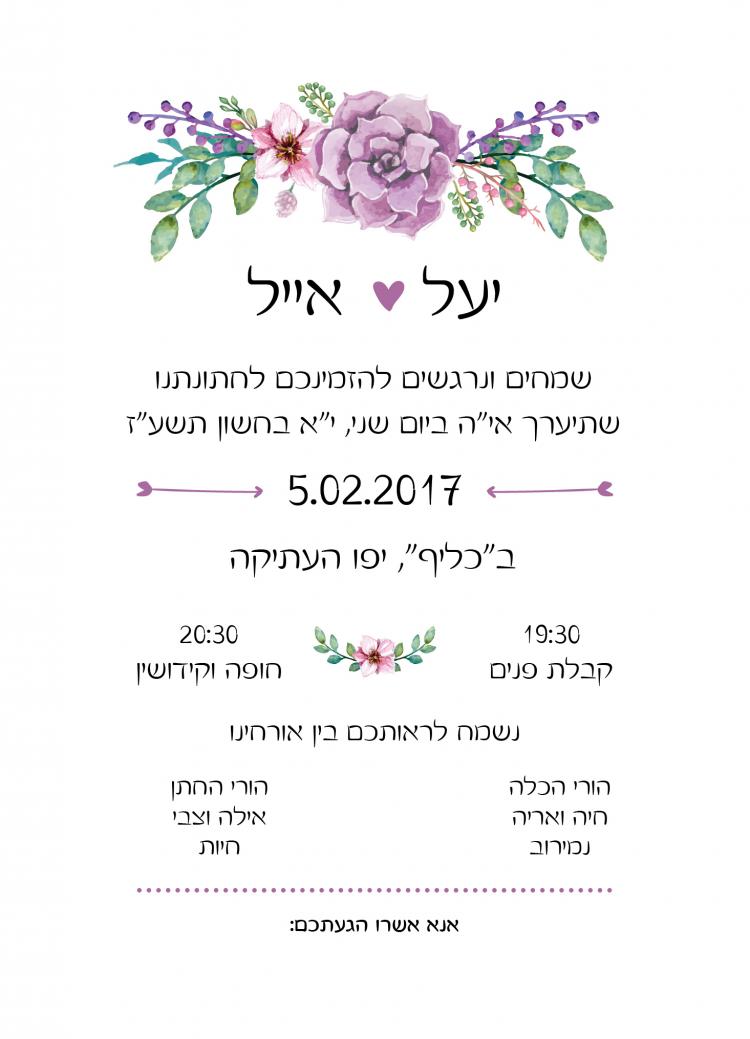 יעל אייל
שמחים ונרגשים להזמינכם לחתונתנו
שתיערך אי"ה ביום שני, י"א בחשון תשע"ז
5.02.2017
ב"כליף", יפו העתיקה
19:30 20:30
קבלת פנים חופה וקידושין
נשמח לראותכם בין אורחינו
הורי הכלה הורי החתן
חיה ואריה אילה וצבי
נמירוב חיות
אנא אשרו הגעתכם: